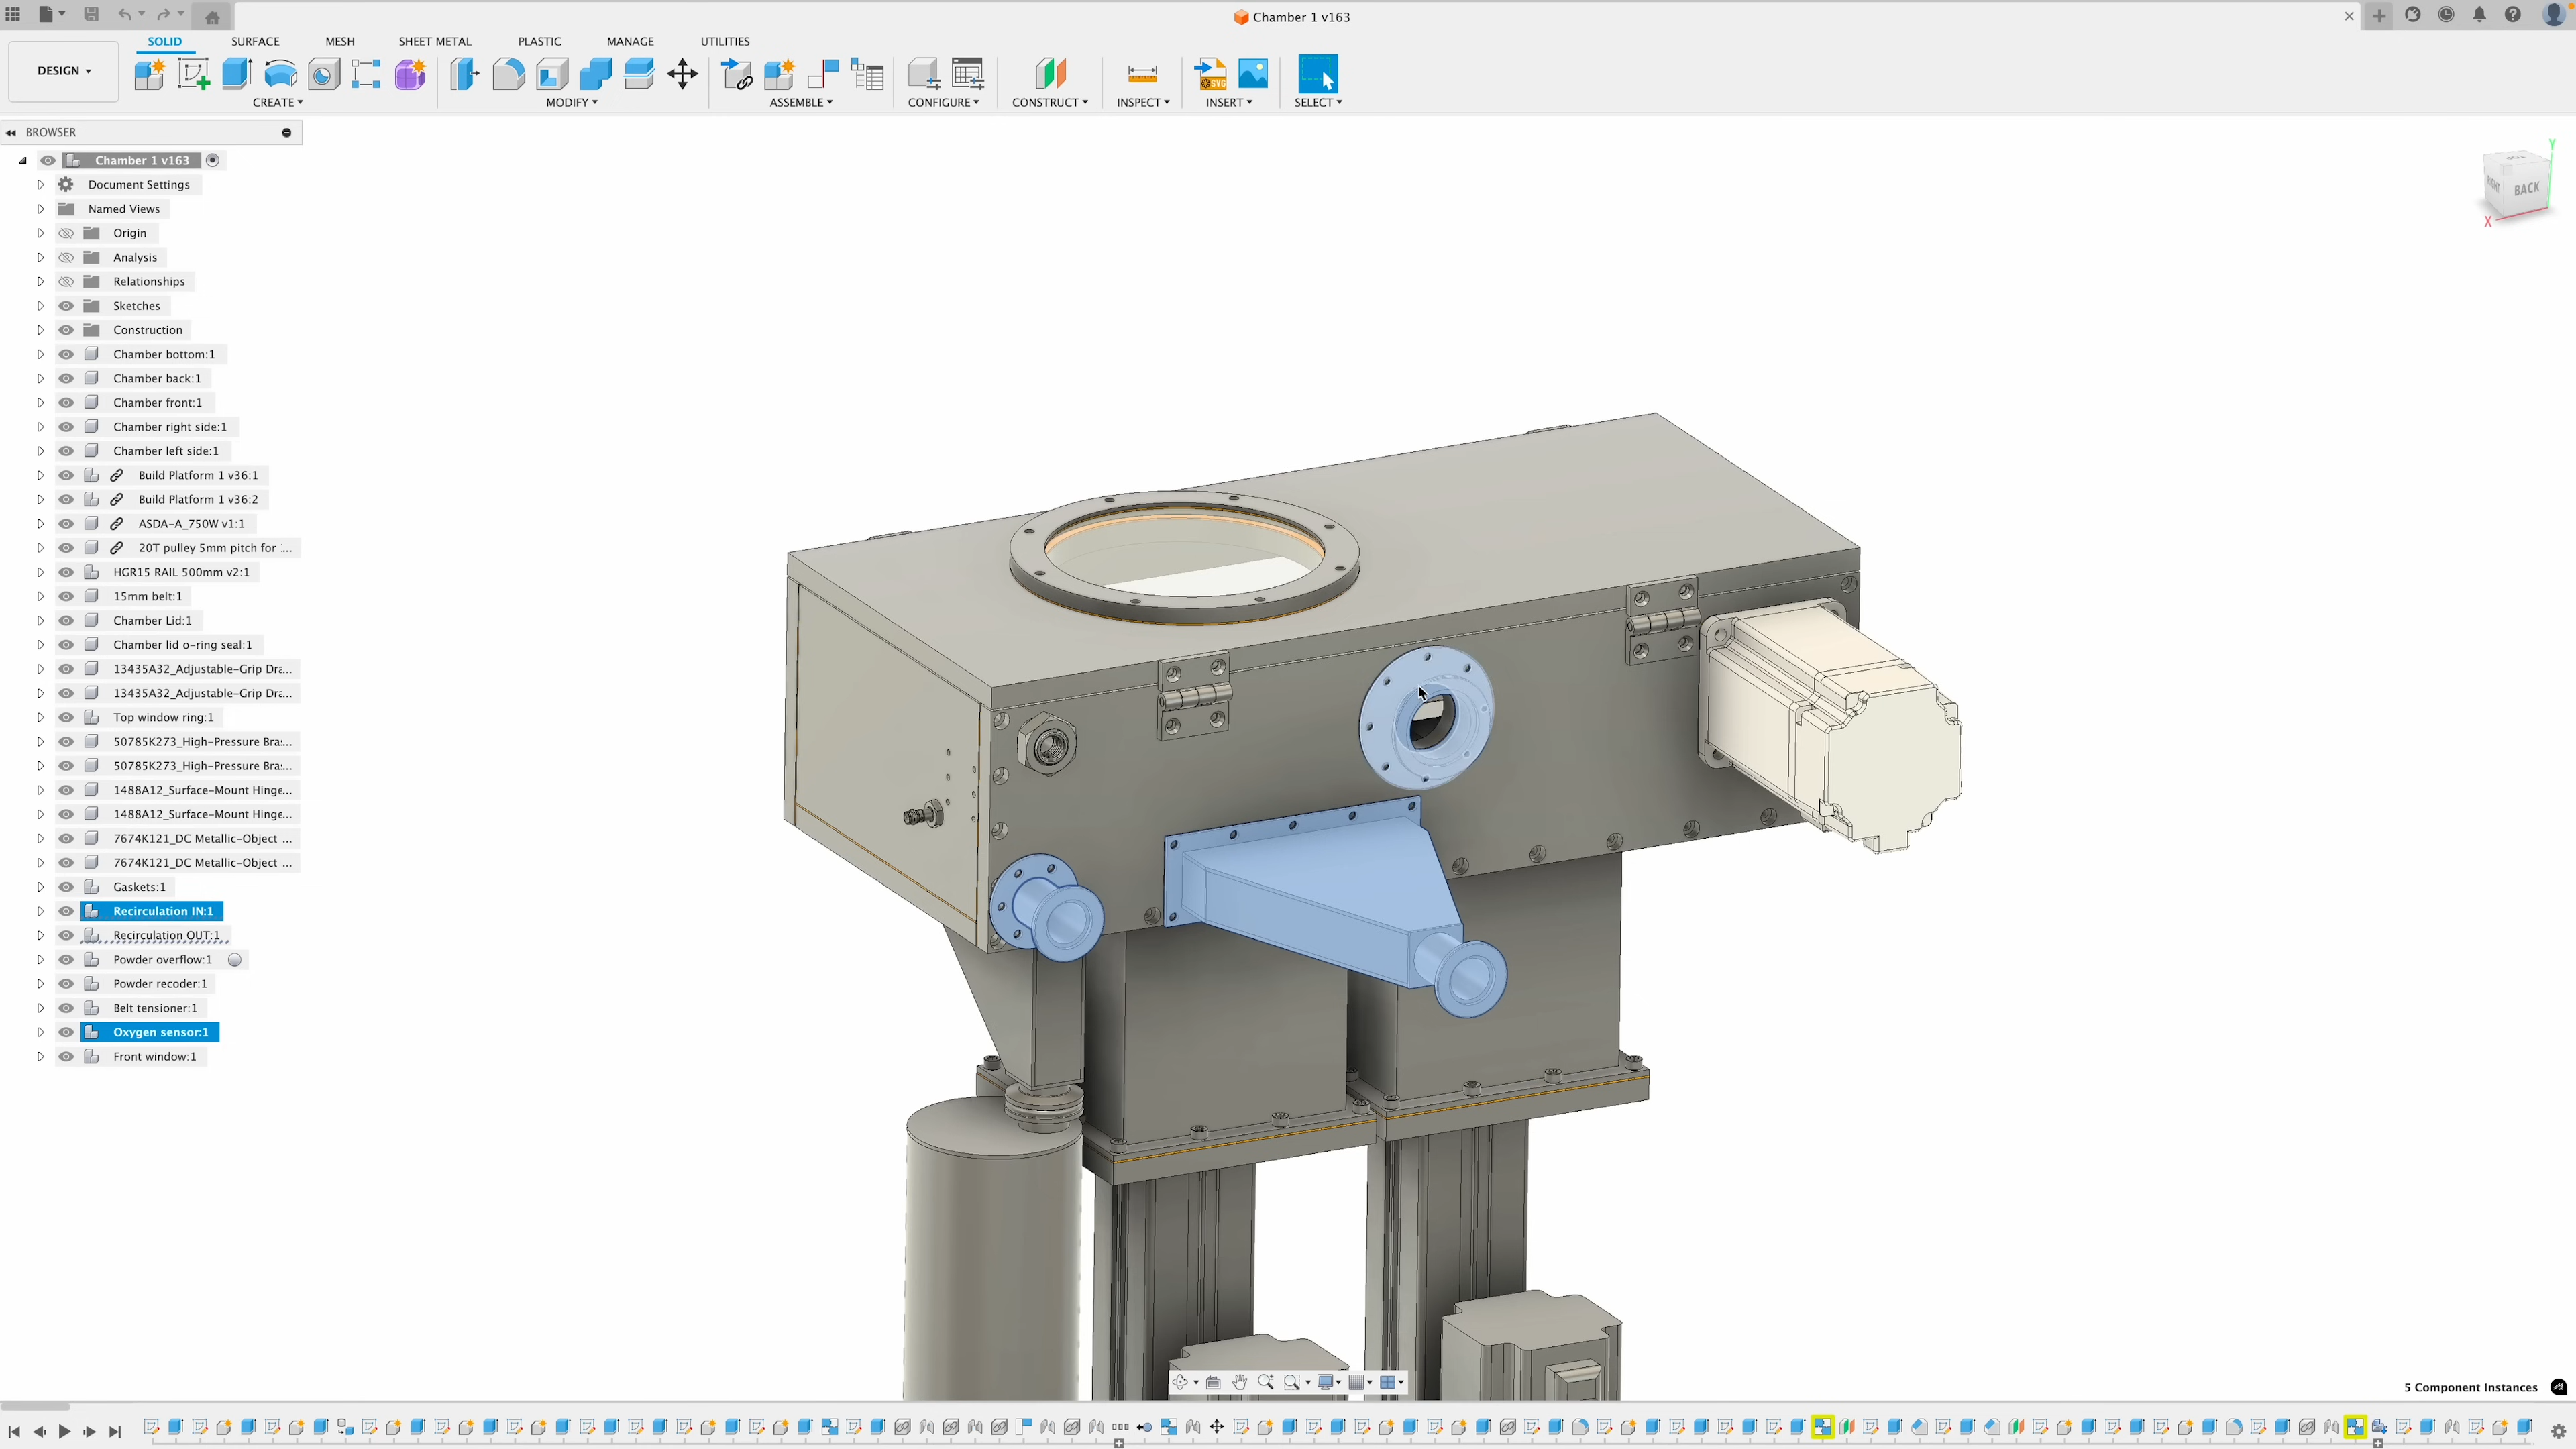 Chamber 1 v163
SOLID SURFACE MESH SHEET METAL PLASTIC MANAGE UTILITIES
DESIGN
CREATE MODIFY ASSEMBLE CONFIGURE CONSTRUCT INSPECT INSERT SELECT
BROWSER
Chamber 1 v163
Document Settings
Named Views
Origin
Analysis
Relationships
Sketches
Construction
Chamber bottom:1
Chamber back:1
Chamber front:1
Chamber right side:1
Chamber left side:1
Build Platform 1 v36:1
Build Platform 1 v36:2
ASDA-A_750W v1:1
20T pulley 5mm pitch for ...
HGR15 RAIL 500mm v2:1
15mm belt:1
Chamber Lid:1
Chamber lid o-ring seal:1
13435A32_Adjustable-Grip Dra...
13435A32_Adjustable-Grip Dra...
Top window ring:1
50785K273_High-Pressure Bra...
50785K273_High-Pressure Bra...
1488A12_Surface-Mount Hinge...
1488A12_Surface-Mount Hinge...
7674K121_DC Metallic-Object ...
7674K121_DC Metallic-Object ...
Gaskets:1
Recirculation IN:1
Recirculation OUT:1
Powder overflow:1
Powder recoder:1
Belt tensioner:1
Oxygen sensor:1
Front window:1
Y
RIGHT BACK
X
5 Component Instances